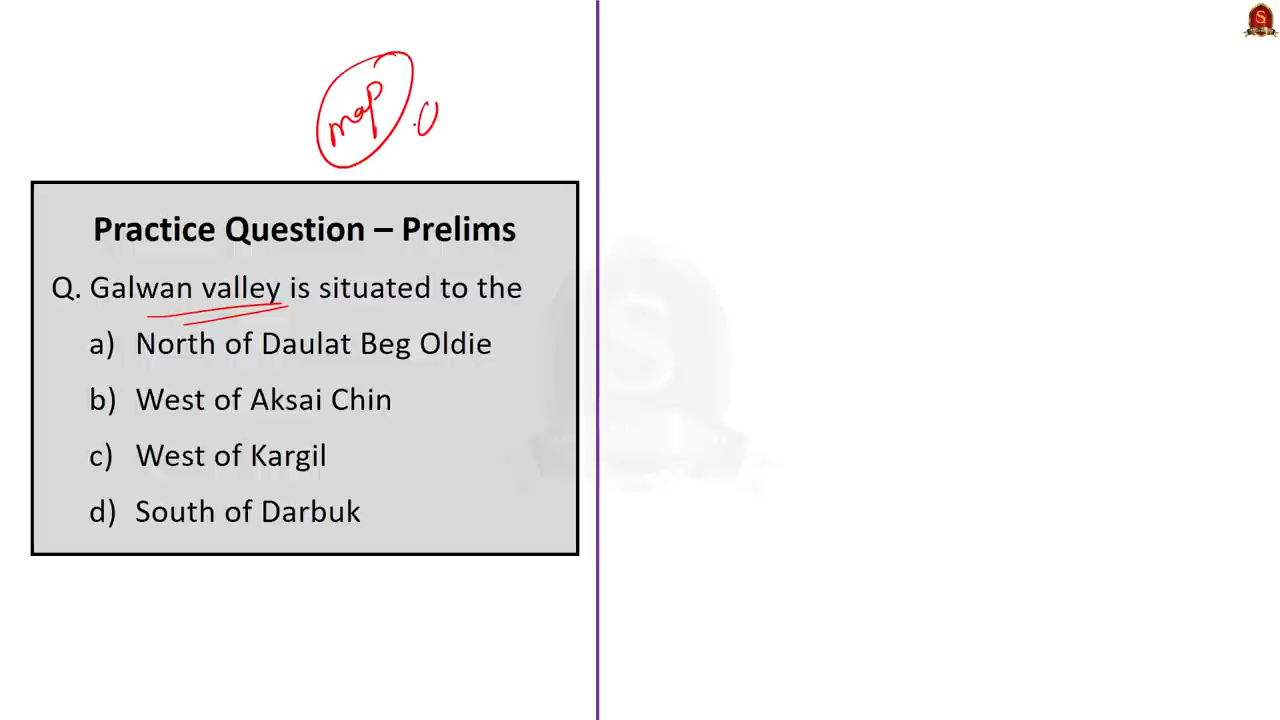 map
Practice Question – Prelims
Q. Galwan valley is situated to the
a) North of Daulat Beg Oldie
b) West of Aksai Chin
c) West of Kargil
d) South of Darbuk